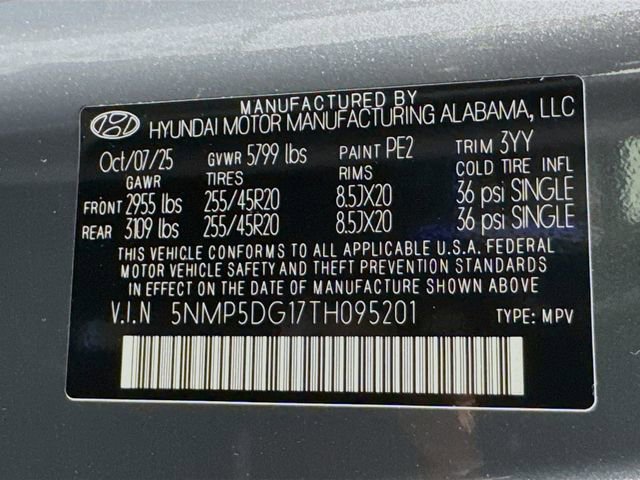 MANUFACTURED BY
HYUNDAI MOTOR MANUFACTURING ALABAMA, LLC
Oct/07/25 GVWR 5799 lbs PAINT PE2 TRIM 3YY
GAWR TIRES RIMS COLD TIRE INFL
FRONT 2955 lbs 255/45R20 8.5JX20 36 psi SINGLE
REAR 3109 lbs 255/45R20 8.5JX20 36 psi SINGLE
THIS VEHICLE CONFORMS TO ALL APPLICABLE U.S.A. FEDERAL
MOTOR VEHICLE SAFETY AND THEFT PREVENTION STANDARDS
IN EFFECT ON THE DATE OF MANUFACTURE SHOWN ABOVE
V.I.N 5NMP5DG17TH095201 TYPE: MPV